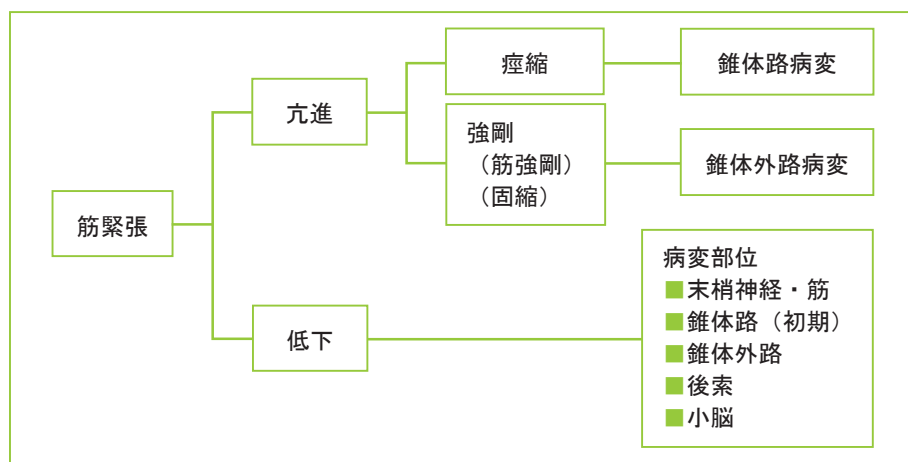 筋緊張
亢進
痙縮
錐体路病変
強剛
（筋強剛）
（固縮）
錐体外路病変
低下
病変部位
■末梢神経・筋
■錐体路（初期）
■錐体外路
■後索
■小脳